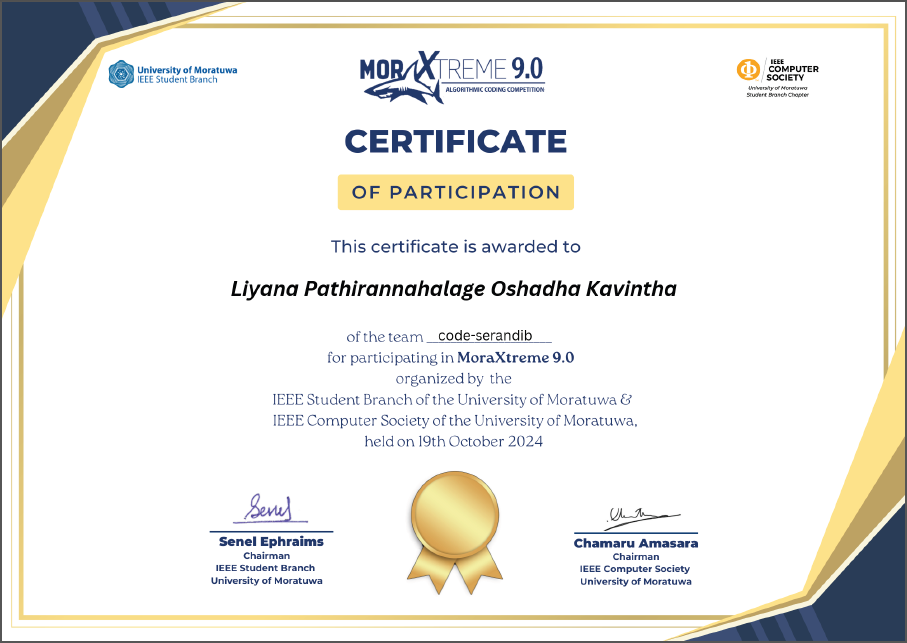 University of Moratuwa
IEEE Student Branch
MORAXTREME 9.0
ALGORITHMIC CODING COMPETITION
IEEE
COMPUTER
SOCIETY
University of Moratuwa
Student Branch Chapter
CERTIFICATE
OF PARTICIPATION
This certificate is awarded to
Liyana Pathirannahalage Oshadha Kavintha
of the team code-serandib
for participating in MoraXtreme 9.0
organized by the
IEEE Student Branch of the University of Moratuwa &
IEEE Computer Society of the University of Moratuwa,
held on 19th October 2024
Senel
Senel Ephraims
Chairman
IEEE Student Branch
University of Moratuwa
Chamaru Amasara
Chairman
IEEE Computer Society
University of Moratuwa